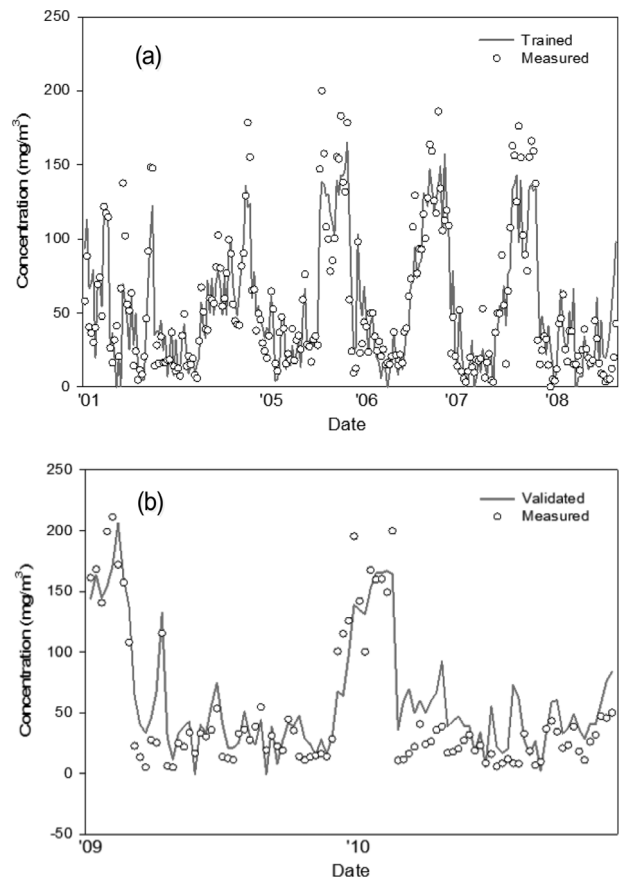 (a)
Trained
Measured
Concentration (mg/m³)
250
200
150
100
50
0
'01
'05
'06
'07
'08
Date
(b)
Validated
Measured
Concentration (mg/m³)
250
200
150
100
50
0
-50
'09
'10
Date